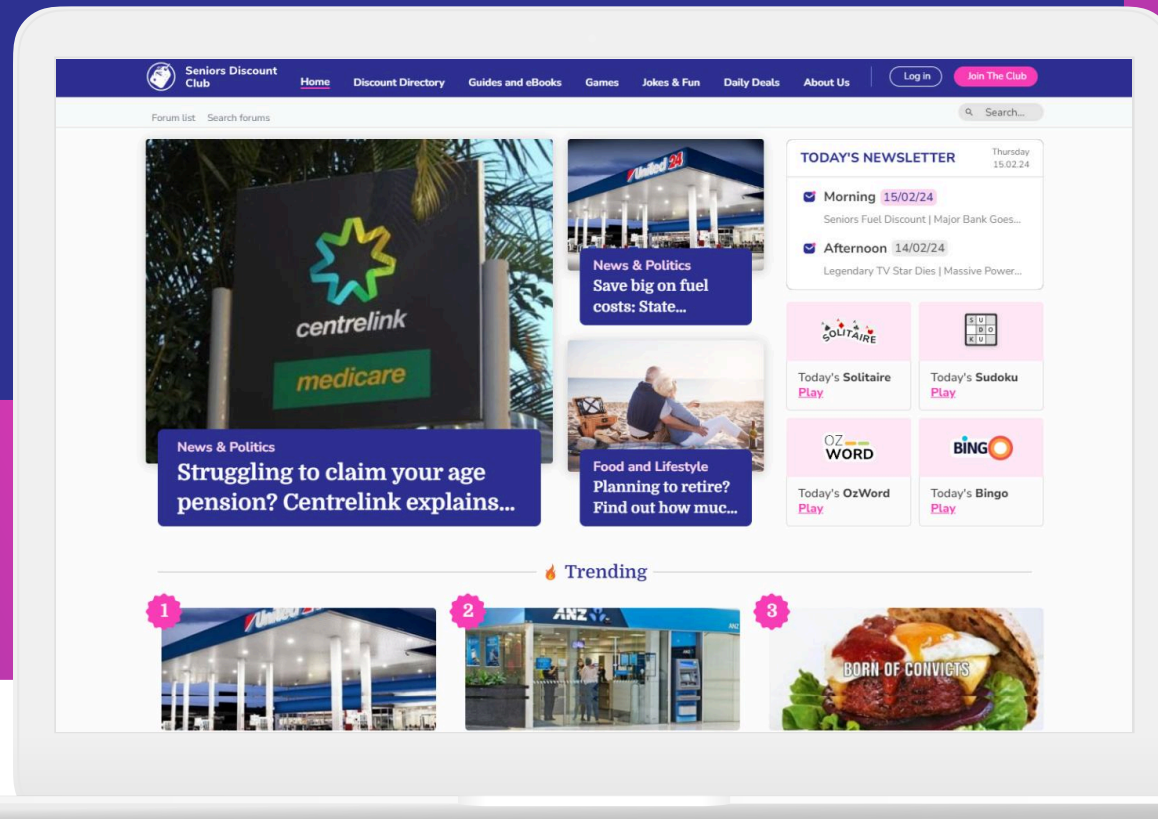 Seniors Discount
Club
Home
Discount Directory
Guides and eBooks
Games
Jokes & Fun
Daily Deals
About Us
Log in
Join The Club
Forum list
Search forums
Search...
centrelink
medicare
News & Politics
Struggling to claim your age
pension? Centrelink explains...
United 24
News & Politics
Save big on fuel
costs: State...
Food and Lifestyle
Planning to retire?
Find out how muc...
TODAY'S NEWSLETTER
Thursday
15.02.24
Morning 15/02/24
Seniors Fuel Discount | Major Bank Goes...
Afternoon 14/02/24
Legendary TV Star Dies | Massive Power...
SOLITAIRE
Today's Solitaire
Play
SU
DO
KU
Today's Sudoku
Play
OZ
WORD
Today's OzWord
Play
BINGO
Today's Bingo
Play
Trending
1
2
ANZ
ANZ
3
BORN OF CONVICTS